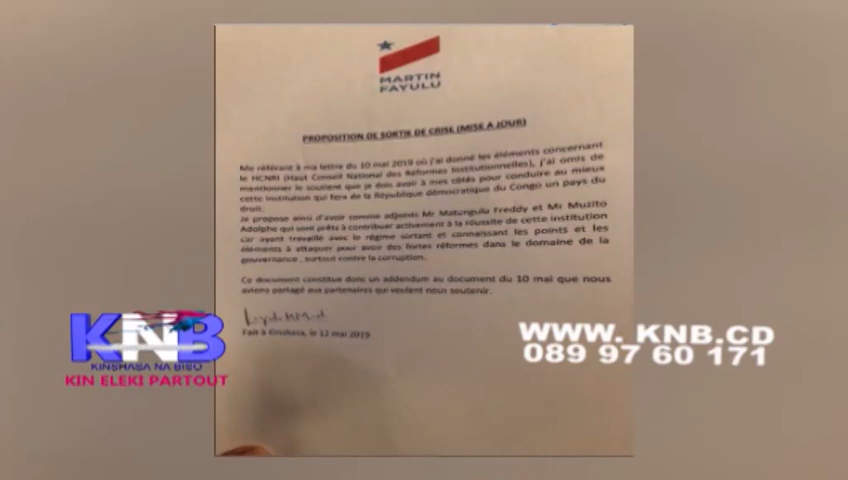 MARTIN
FAYULU
PROPOSITION DE SORTIE DE CRISE (MISE A JOUR)
Me référant à ma lettre du 10 mai 2019 où j'ai donné les éléments concernant
le HCNRI (Haut Conseil National des Réformes Institutionnelles), j'ai omis de
mentionner le soutien que je dois avoir à mes côtés pour conduire au mieux
cette institution qui fera de la République démocratique du Congo un pays du
droit.
Je propose ainsi d'avoir comme adjoints Mr Matungulu Freddy et Mr Muzito
Adolphe qui sont prêts à contribuer activement à la réussite de cette institution
car ayant travaillé avec le régime sortant et connaissant les points et les
éléments à attaquer pour avoir des fortes réformes dans le domaine de la
gouvernance , surtout contre la corruption.
Ce document constitue donc un addendum au document du 10 mai que nous
avions partagé aux partenaires qui veulent nous soutenir.
Fait à Kinshasa, le 12 mai 2019
KNB
KINSHASA NA BISO
KIN ELEKI PARTOUT
WWW. KNB.CD
089 97 60 171